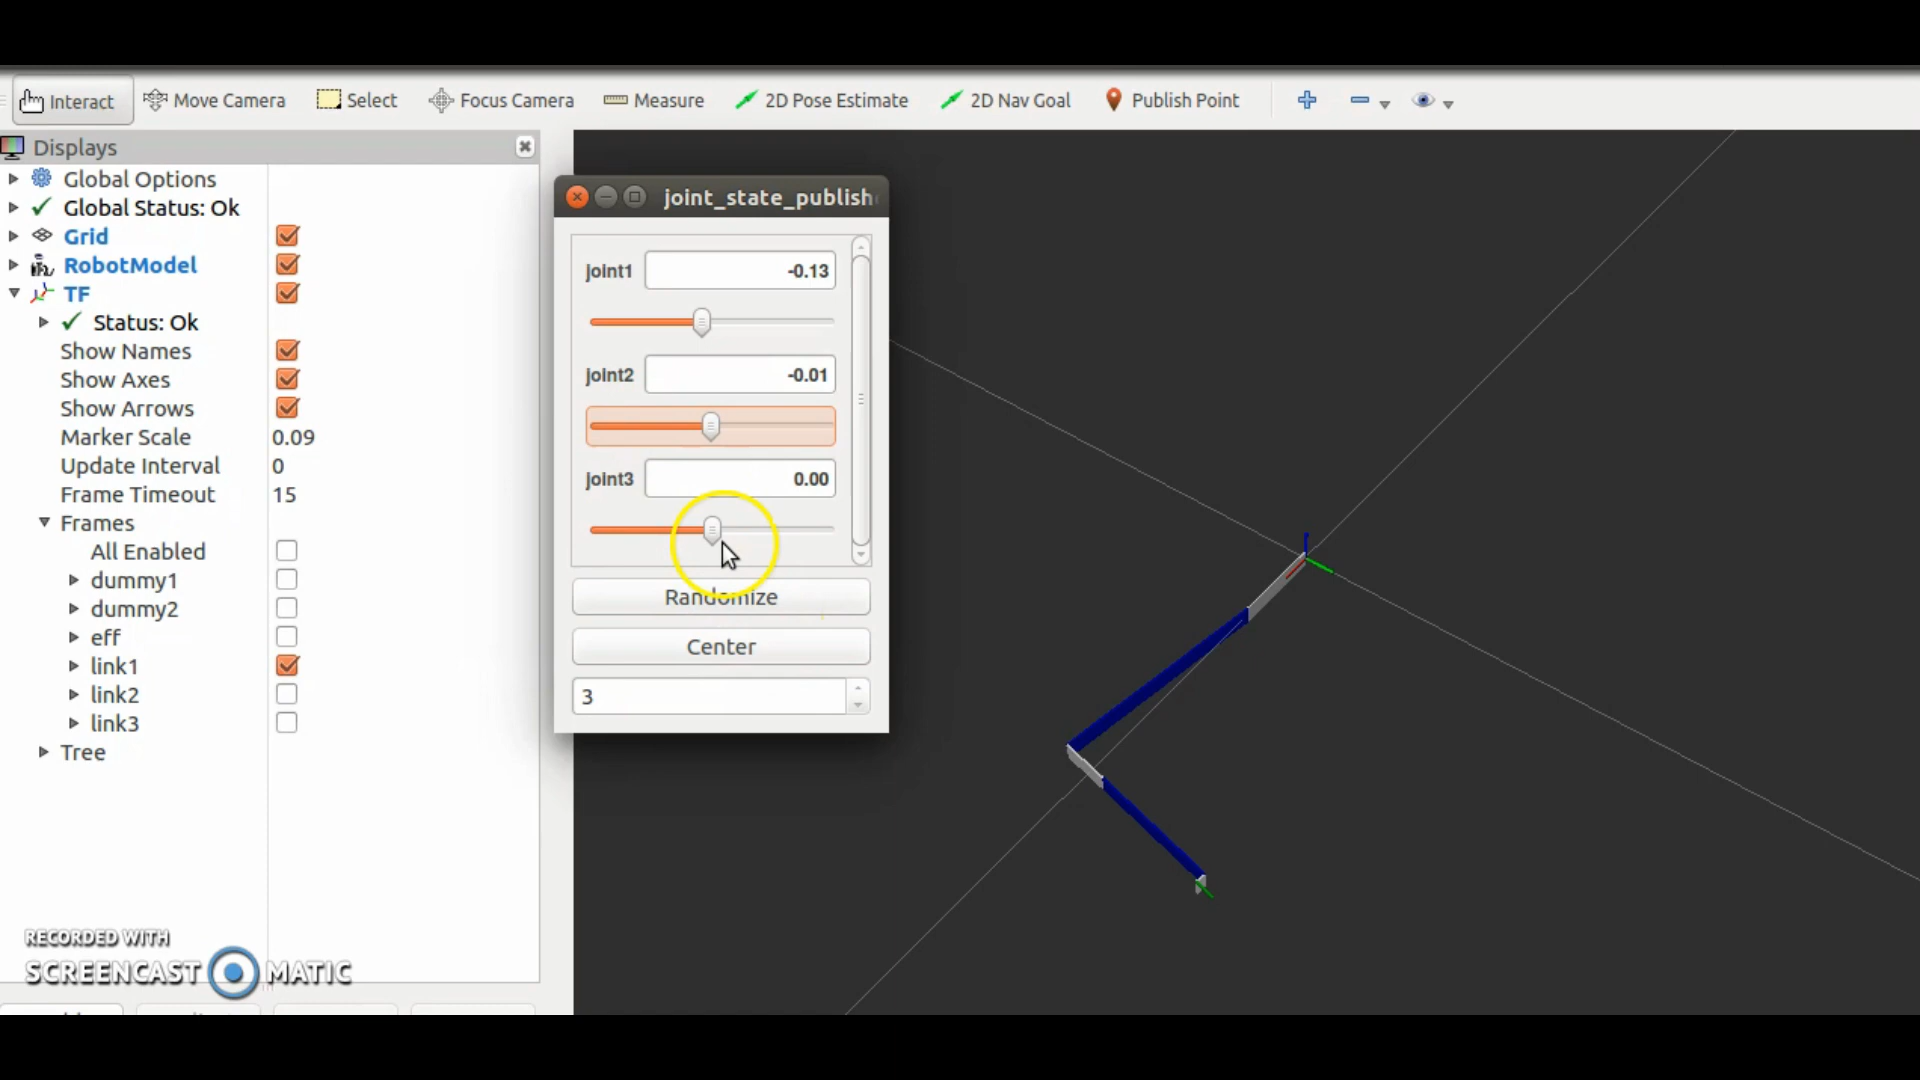 Interact
Move Camera
Select
Focus Camera
Measure
2D Pose Estimate
2D Nav Goal
Publish Point
Displays
Global Options
Global Status: Ok
Grid
RobotModel
TF
Status: Ok
Show Names
Show Axes
Show Arrows
Marker Scale 0.09
Update Interval 0
Frame Timeout 15
Frames
All Enabled
dummy1
dummy2
eff
link1
link2
link3
Tree
joint_state_publish
joint1 -0.13
joint2 -0.01
joint3 0.00
Randomize
Center
3
RECORDED WITH
SCREENCAST MATIC